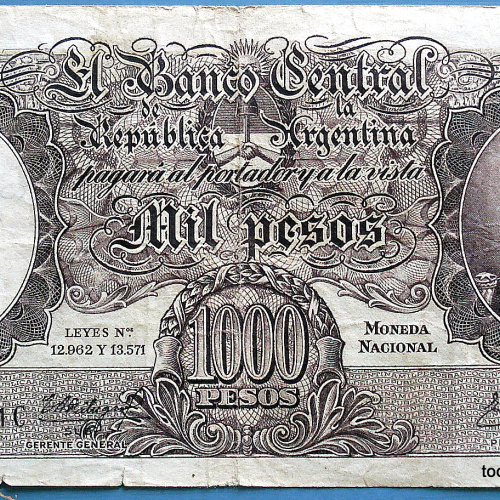 El Banco Central
de la
República Argentina
pagará al portador y a la vista
Mil pesos
LEYES Nos
12.962 Y 13.571
1000
PESOS
MONEDA
NACIONAL
GERENTE GENERAL